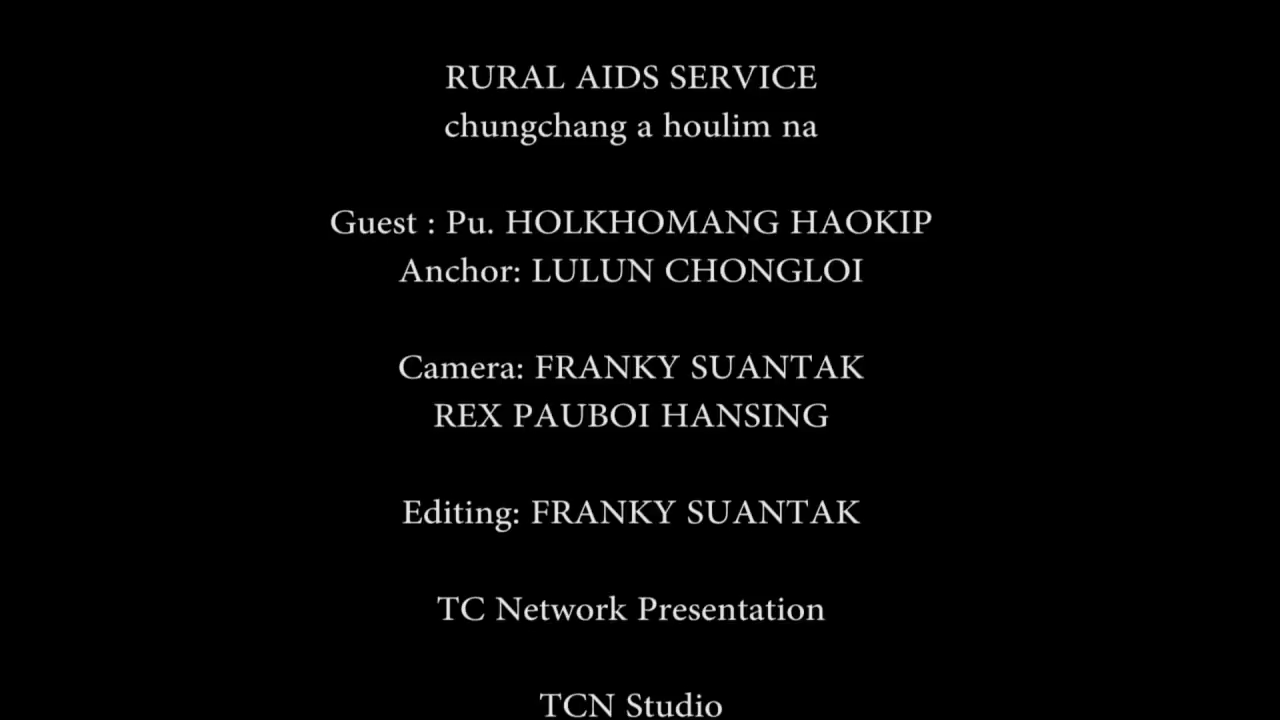 RURAL AIDS SERVICE
chungchang a houlim na
Guest : Pu. HOLKHOMANG HAOKIP
Anchor: LULUN CHONGLOI
Camera: FRANKY SUANTAK
REX PAUBOI HANSING
Editing: FRANKY SUANTAK
TC Network Presentation
TCN Studio